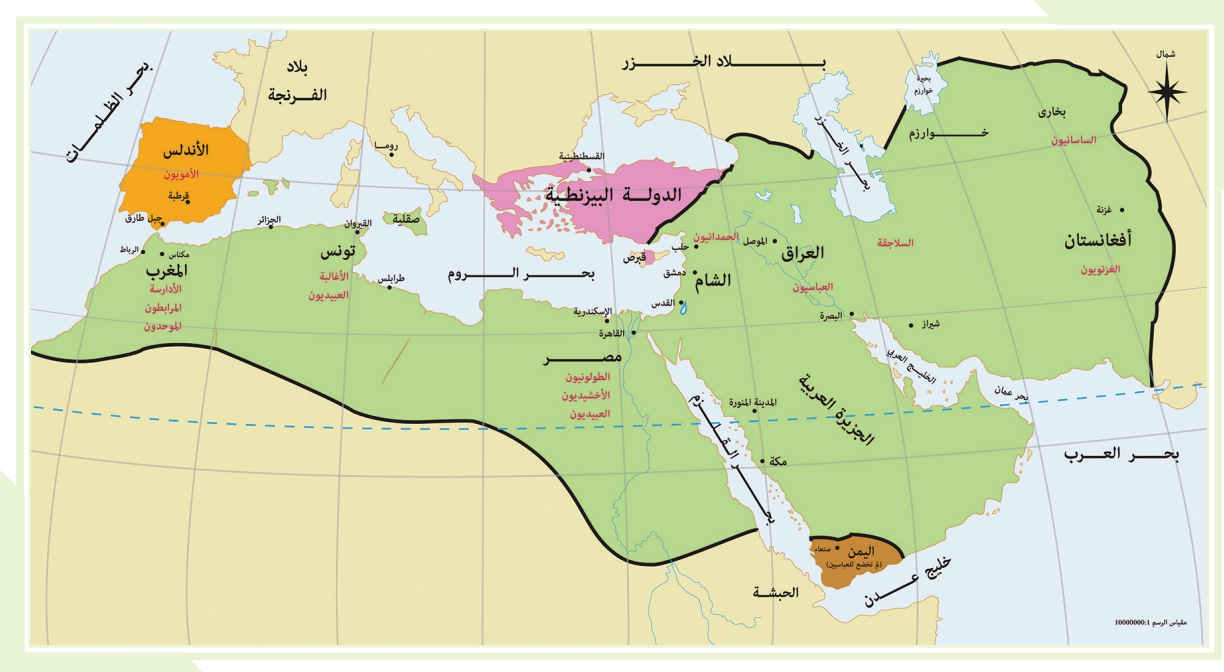 شمال
بحر الظلمات
بلاد
الفرنجة
بلاد الخزر
بحيرة
خوارزم
بخارى
الساسانيون
خوارزم
بحر الخزر
روما
القسطنطينية
الدولة البيزنطية
الأندلس
الأمويون
قرطبة
جبل طارق
الرباط
مكناس
المغرب
الأدارسة
المرابطون
الموحدون
الجزائر
القيروان
تونس
الأغالبة
العبيديون
صقلية
طرابلس
بحر الروم
قبرص
حلب
الحمدانيون
الموصل
العراق
العباسيون
السلاجقة
غزنة
أفغانستان
الغزنويون
دمشق
الشام
القدس
البصرة
شيراز
الإسكندرية
القاهرة
مصر
الطولونيون
الأخشيديون
العبيديون
الخليج العربي
بحر عمان
الجزيرة العربية
المدينة المنورة
مكة
بحر القلزم
بحر العرب
صنعاء
اليمن
(لم تخضع للعباسيين)
خليج عدن
الحبشة
مقياس الرسم 1:10000000